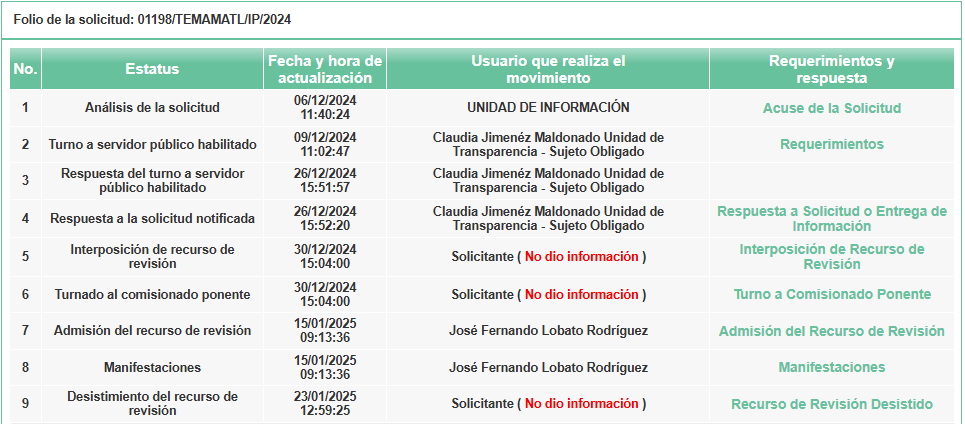 Folio de la solicitud: 01198/TEMAMATL/IP/2024
No. Estatus Fecha y hora de actualización Usuario que realiza el movimiento Requerimientos y respuesta
1 Análisis de la solicitud 06/12/2024 11:40:24 UNIDAD DE INFORMACIÓN Acuse de la Solicitud
2 Turno a servidor público habilitado 09/12/2024 11:02:47 Claudia Jimenéz Maldonado Unidad de Transparencia - Sujeto Obligado Requerimientos
3 Respuesta del turno a servidor público habilitado 26/12/2024 15:51:57 Claudia Jimenéz Maldonado Unidad de Transparencia - Sujeto Obligado
4 Respuesta a la solicitud notificada 26/12/2024 15:52:20 Claudia Jimenéz Maldonado Unidad de Transparencia - Sujeto Obligado Respuesta a Solicitud o Entrega de Información
5 Interposición de recurso de revisión 30/12/2024 15:04:00 Solicitante ( No dio información ) Interposición de Recurso de Revisión
6 Turnado al comisionado ponente 30/12/2024 15:04:00 Solicitante ( No dio información ) Turno a Comisionado Ponente
7 Admisión del recurso de revisión 15/01/2025 09:13:36 José Fernando Lobato Rodríguez Admisión del Recurso de Revisión
8 Manifestaciones 15/01/2025 09:13:36 José Fernando Lobato Rodríguez Manifestaciones
9 Desistimiento del recurso de revisión 23/01/2025 12:59:25 Solicitante ( No dio información ) Recurso de Revisión Desistido